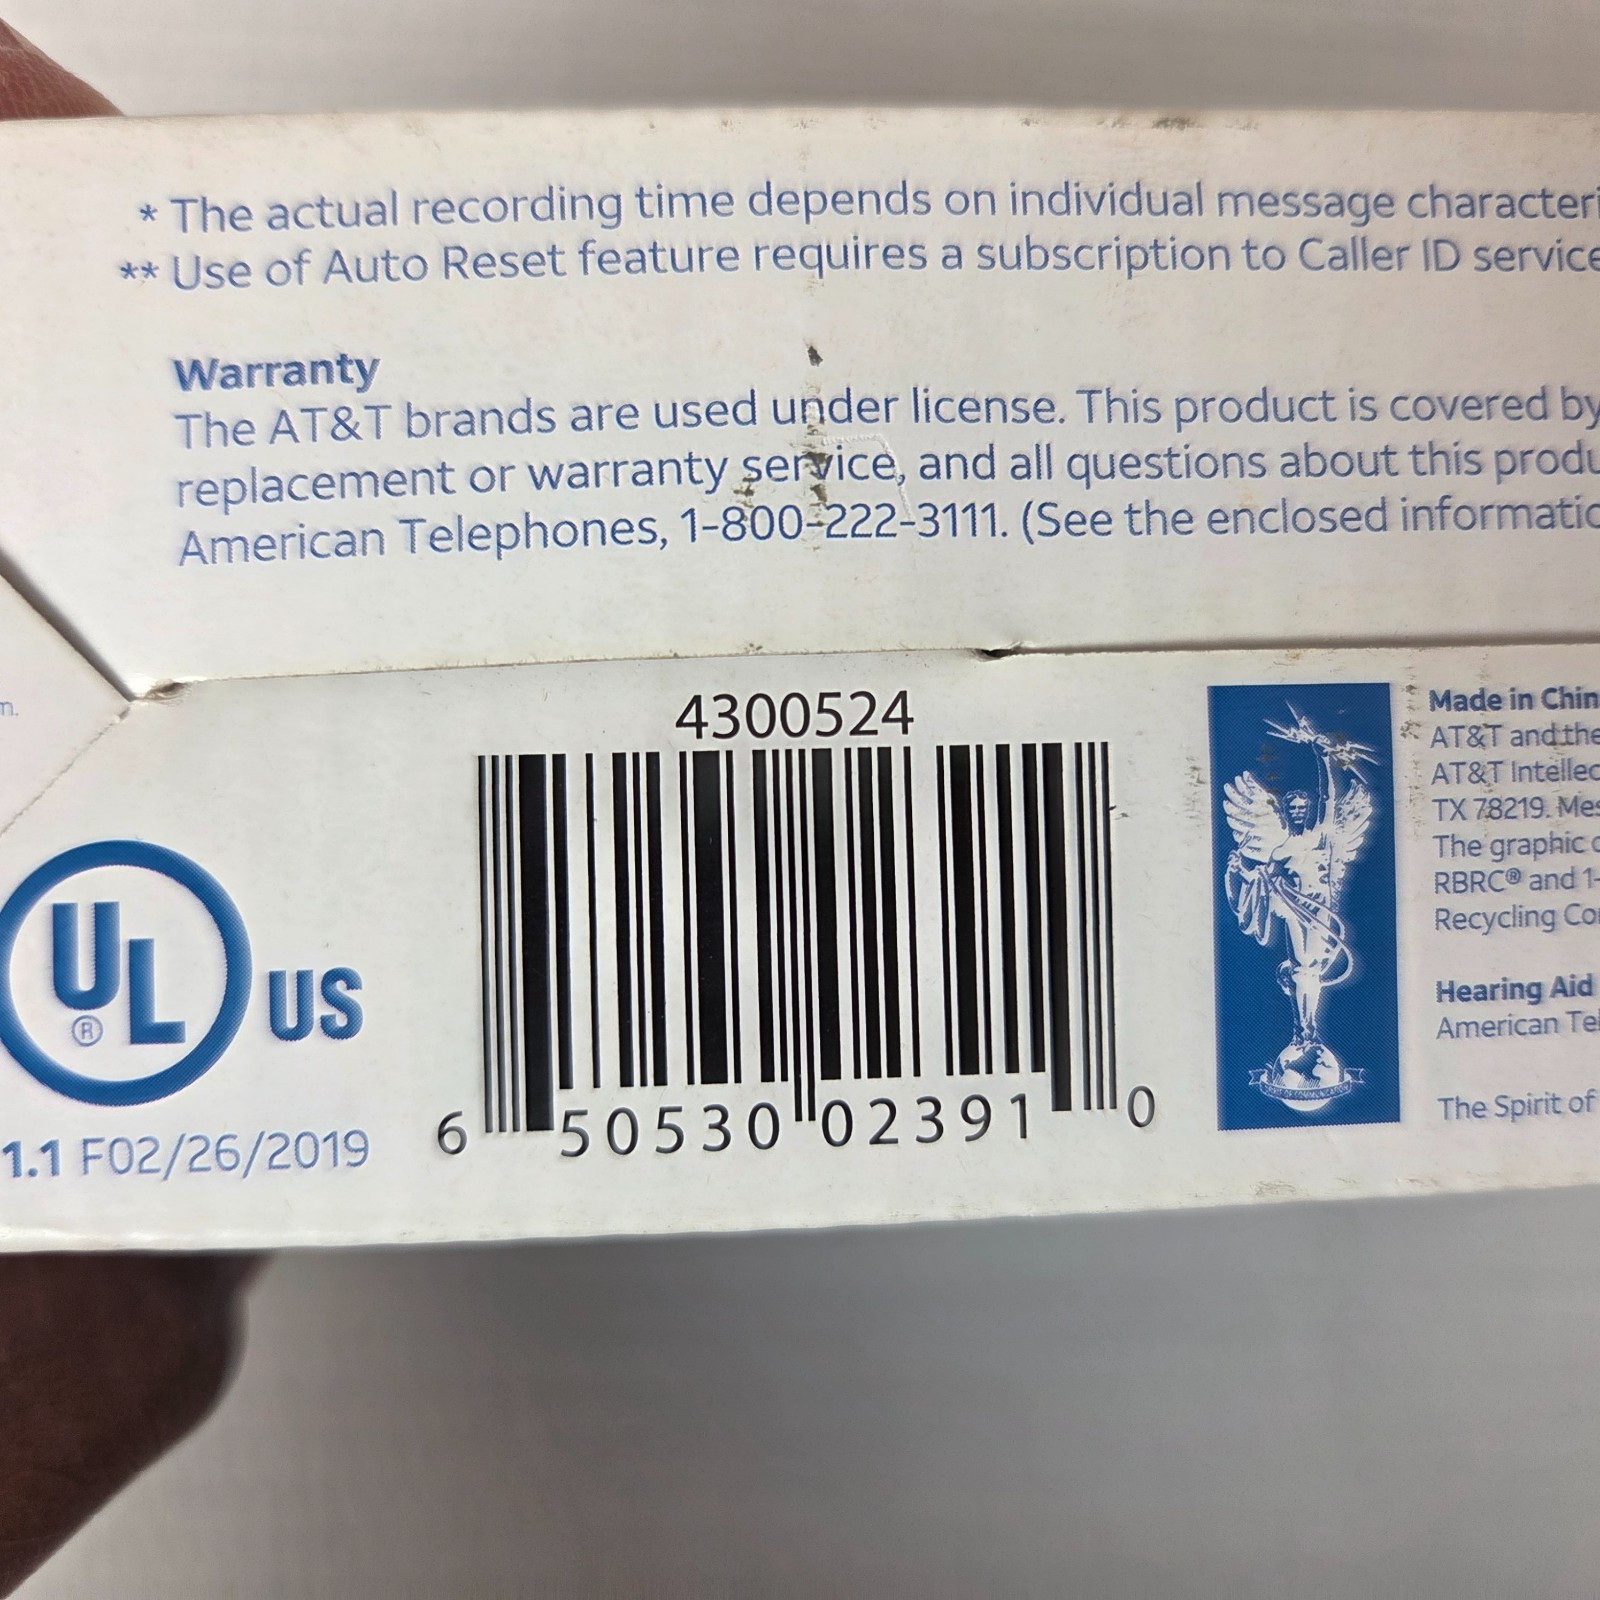 * The actual recording time depends on individual message characteri
** Use of Auto Reset feature requires a subscription to Caller ID service
Warranty
The AT&T brands are used under license. This product is covered by
replacement or warranty service, and all questions about this produ
American Telephones, 1-800-222-3111. (See the enclosed informatio
m.
UL
®
US
1.1 F02/26/2019
4300524
6 50530 02391 0
Made in Chin
AT&T and the
AT&T Intellec
TX 78219. Mes
The graphic
RBRC® and 1-
Recycling Co
Hearing Aid
American Tel
The Spirit of